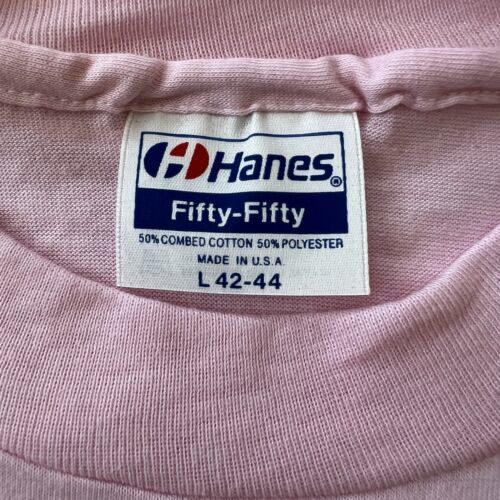 Hanes®
Fifty-Fifty
50% COMBED COTTON 50% POLYESTER
MADE IN U.S.A.
L 42-44